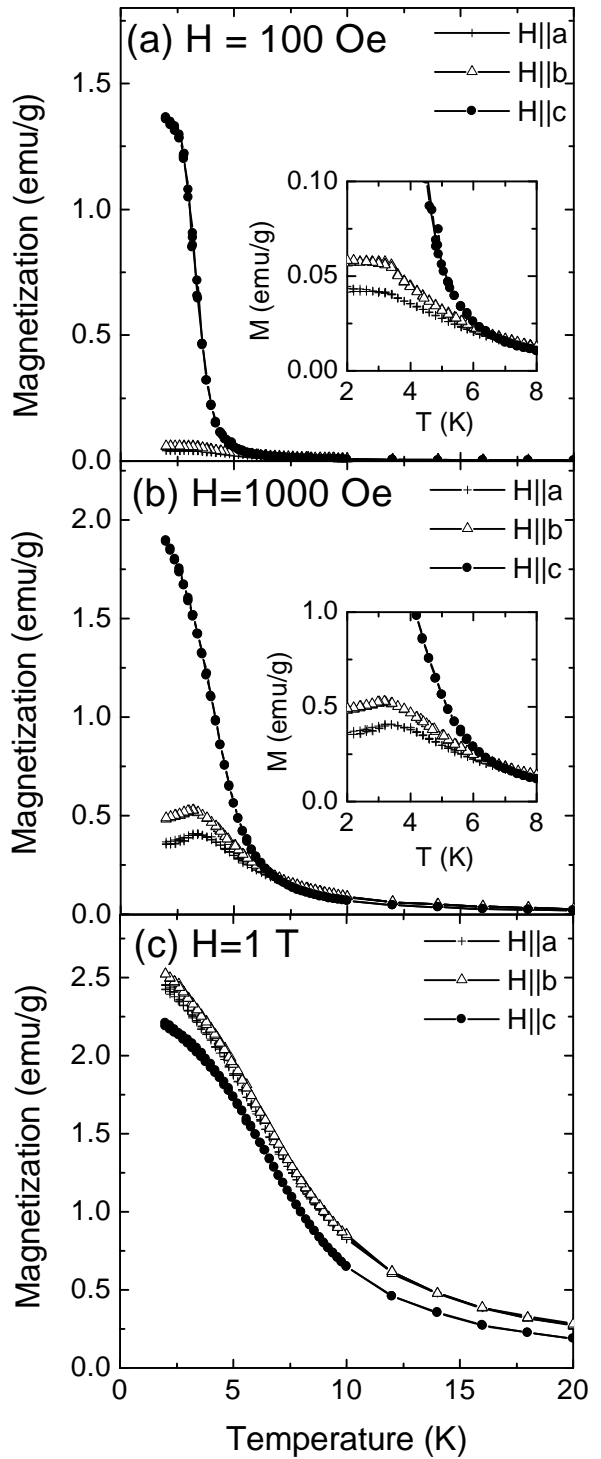 (a) H = 100 Oe
H||a
H||b
H||c
1.5
1.0
0.5
0.0
Magnetization (emu/g)
0.10
0.05
0.00
M (emu/g)
2 4 6 8
T (K)
(b) H=1000 Oe
H||a
H||b
H||c
2.0
1.5
1.0
0.5
0.0
Magnetization (emu/g)
1.0
0.5
0.0
M (emu/g)
2 4 6 8
T (K)
(c) H=1 T
H||a
H||b
H||c
2.5
2.0
1.5
1.0
0.5
0.0
Magnetization (emu/g)
0 5 10 15 20
Temperature (K)